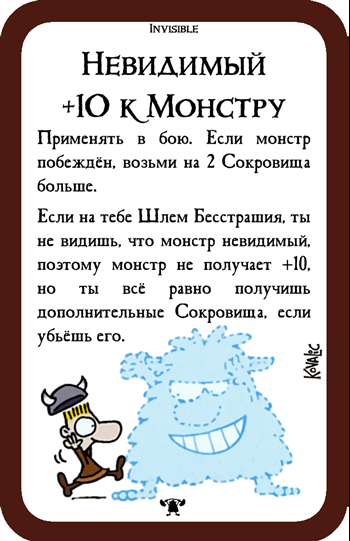 Invisible
Невидимый
+10 к Монстру
Применять в бою. Если монстр
побеждён, возьми на 2 Сокровища
больше.
Если на тебе Шлем Бесстрашия, ты
не видишь, что монстр невидимый,
поэтому монстр не получает +10,
но ты всё равно получишь
дополнительные Сокровища, если
убьёшь его.
Kovalic